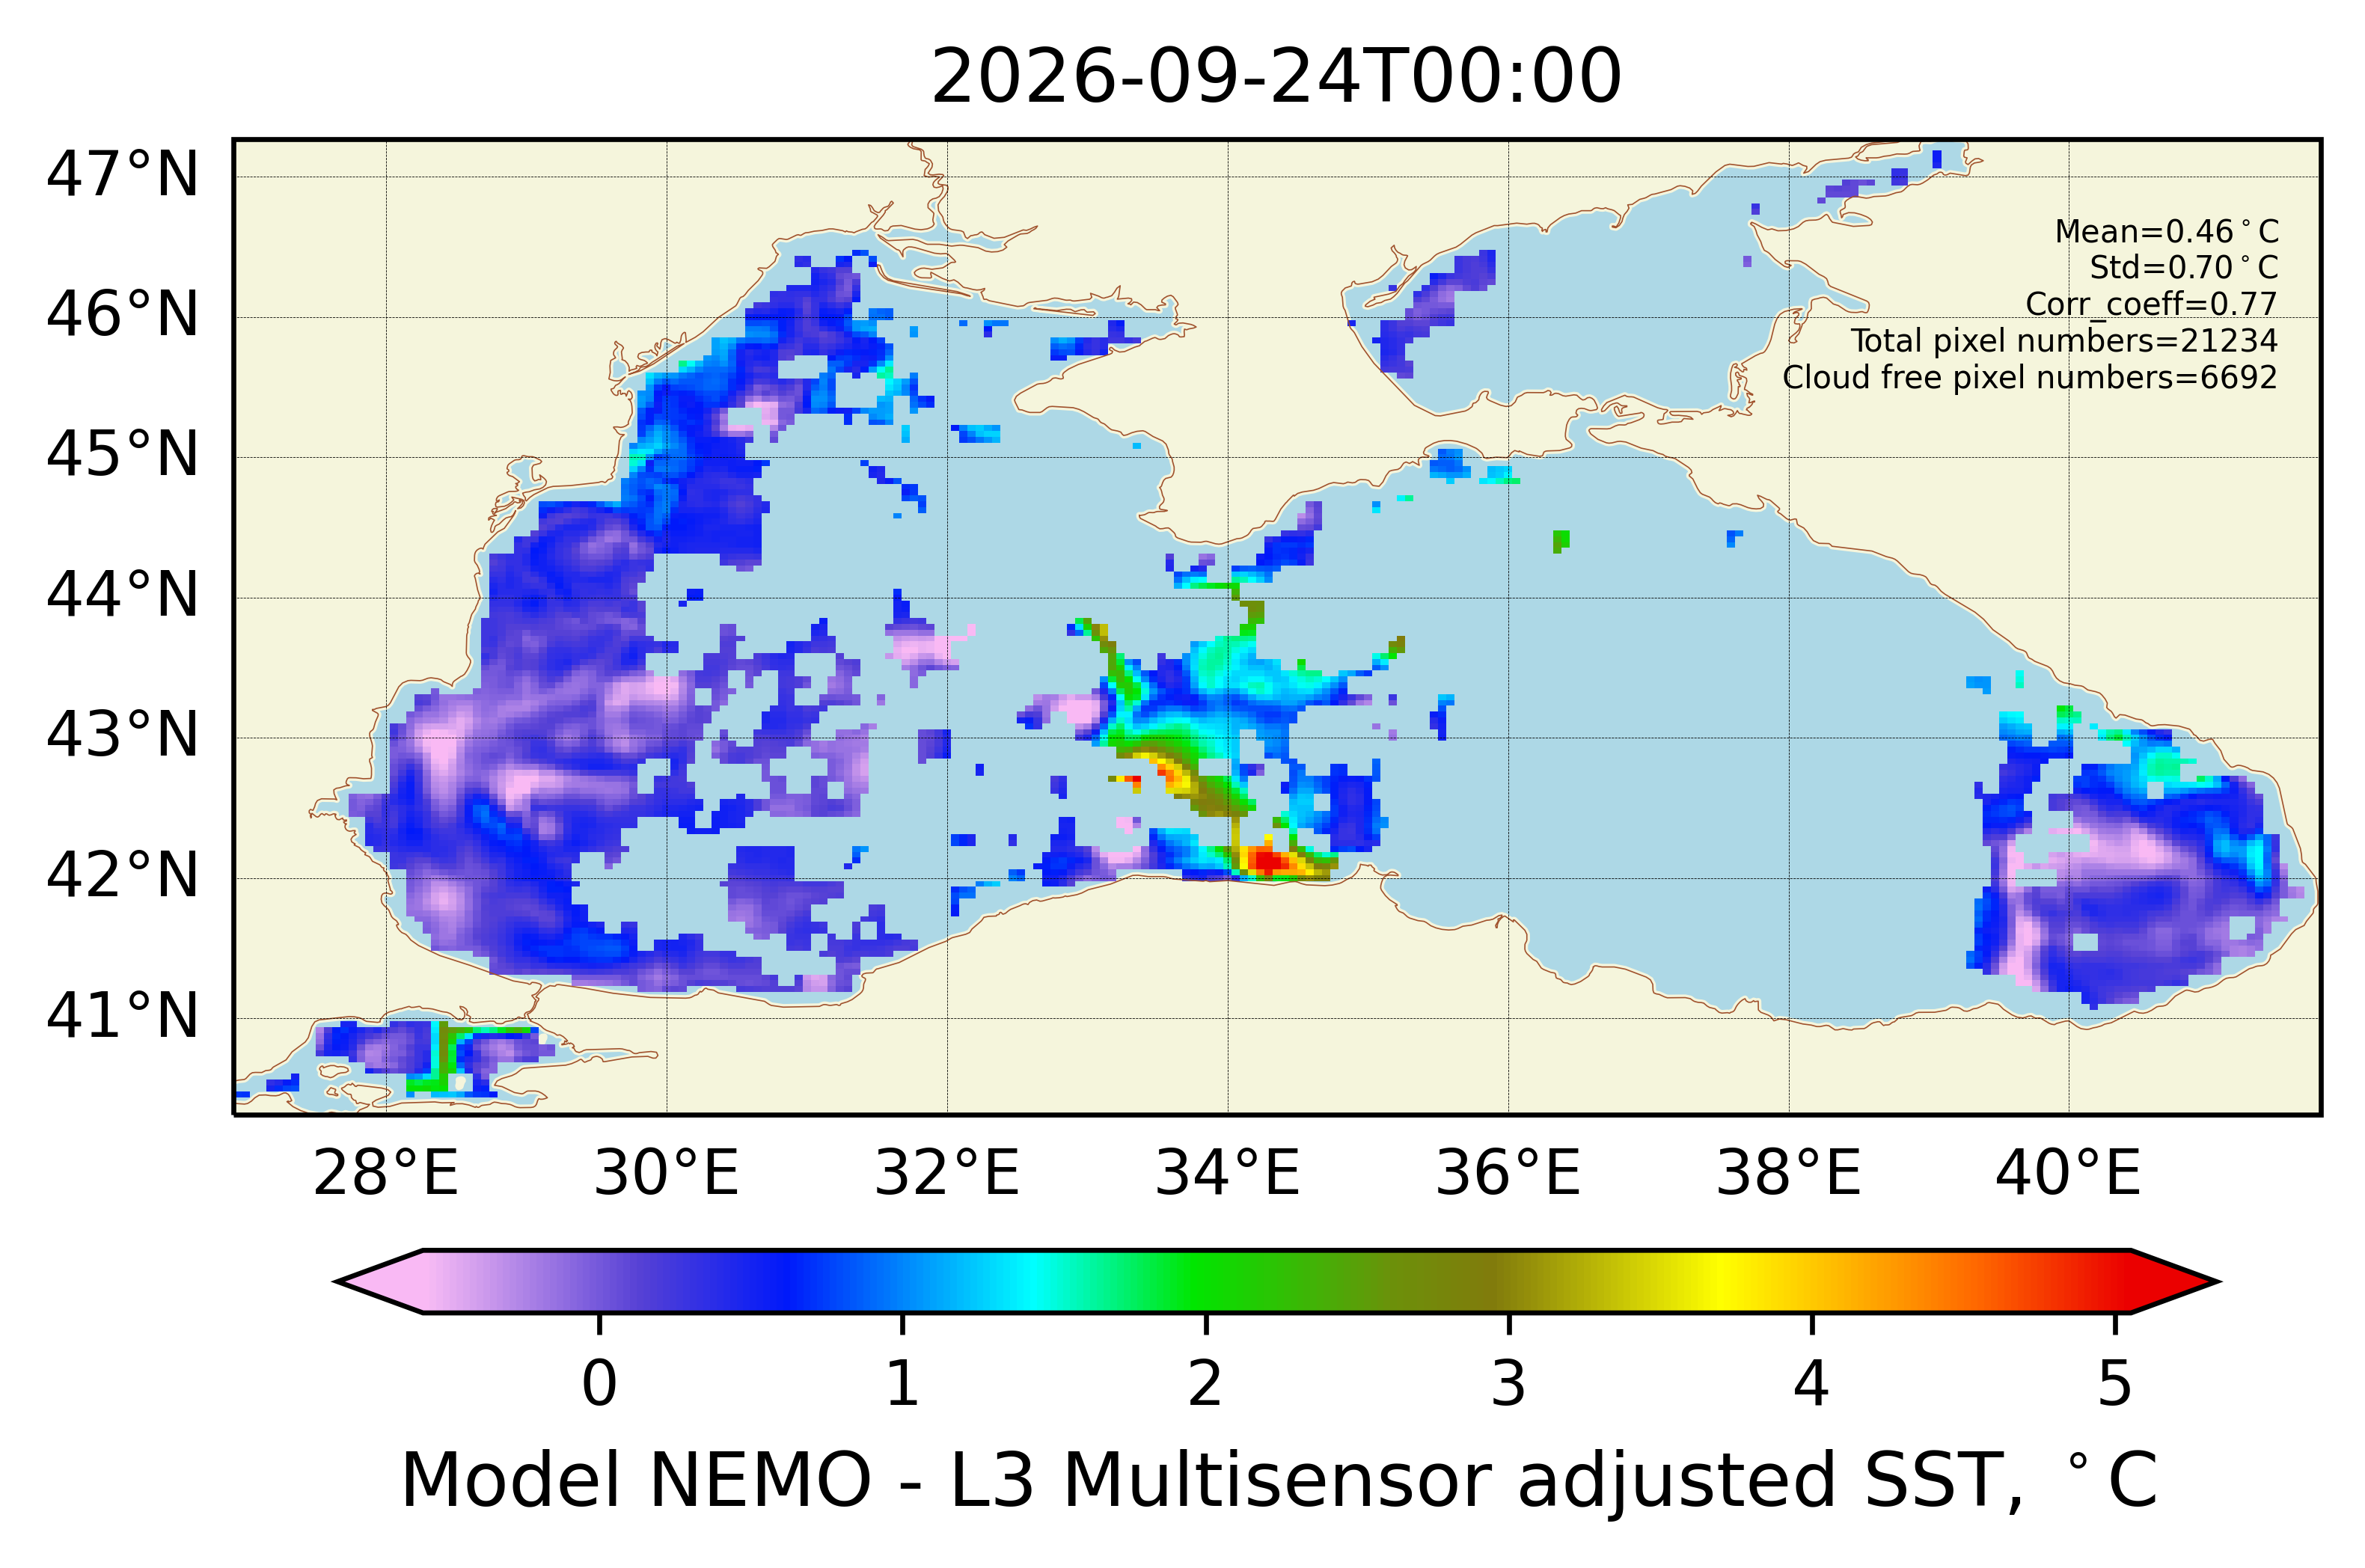 2026-09-24T00:00
47°N
46°N
45°N
44°N
43°N
42°N
41°N
Mean=0.46°C
Std=0.70°C
Corr_coeff=0.77
Total pixel numbers=21234
Cloud free pixel numbers=6692
28°E 30°E 32°E 34°E 36°E 38°E 40°E
0 1 2 3 4 5
Model NEMO - L3 Multisensor adjusted SST, °C